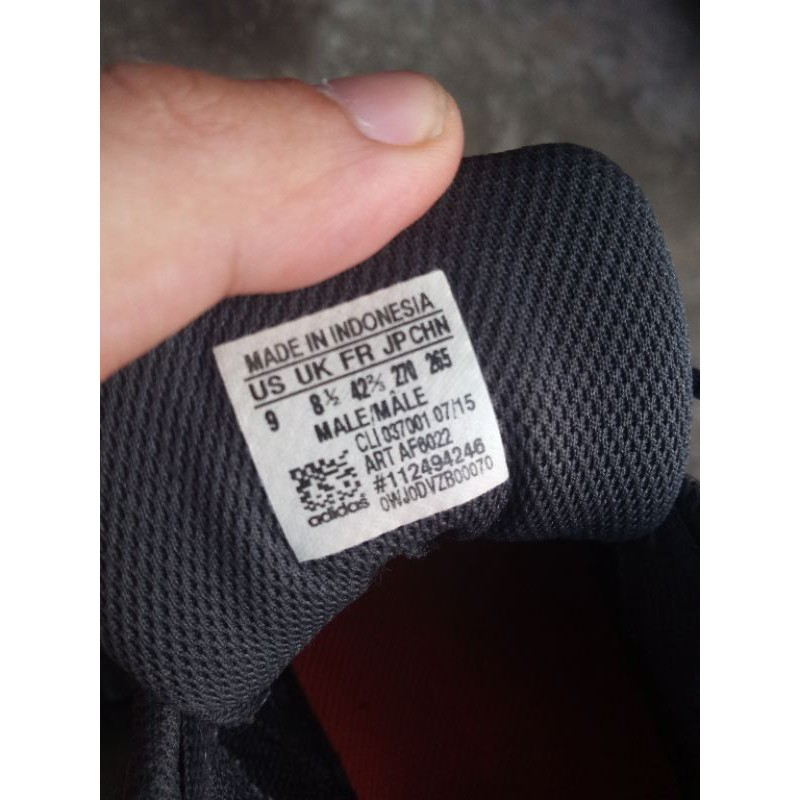 MADE IN INDONESIA
US UK FR JP CHN
9 8½ 42⅔ 270 265
MALE/MÂLE
CLI 037001 07/15
ART AF6022
#112494246
0WJ0DVZB00070
adidas